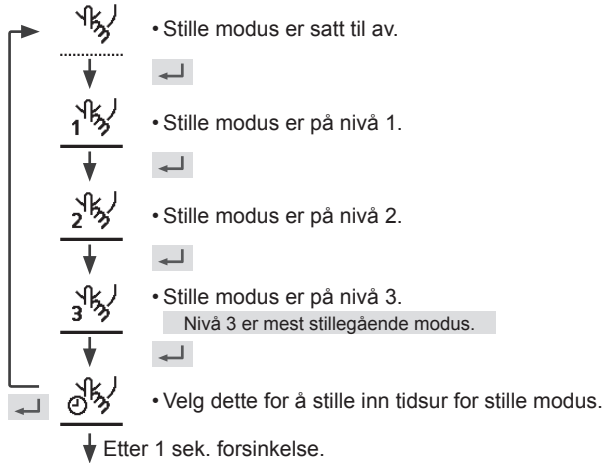 • Stille modus er satt til av.
1
• Stille modus er på nivå 1.
2
• Stille modus er på nivå 2.
3
• Stille modus er på nivå 3.
Nivå 3 er mest stillegående modus.
• Velg dette for å stille inn tidsur for stille modus.
Etter 1 sek. forsinkelse.